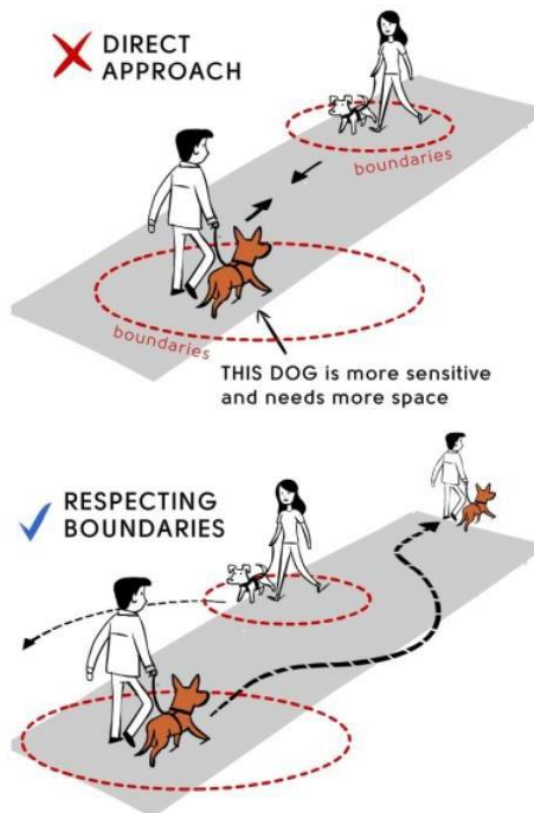 DIRECT
APPROACH
boundaries
boundaries
THIS DOG is more sensitive
and needs more space
RESPECTING
BOUNDARIES